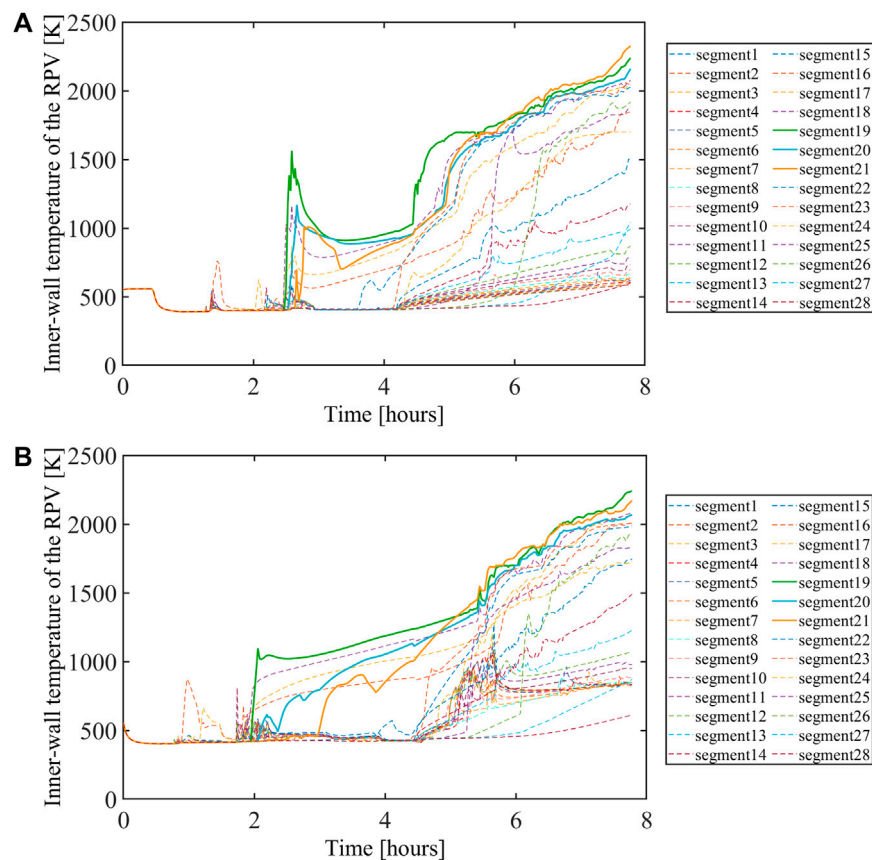 A
Inner-wall temperature of the RPV [K]
2500
2000
1500
1000
500
0
0 2 4 6 8
Time [hours]
segment1 segment15
segment2 segment16
segment3 segment17
segment4 segment18
segment5 segment19
segment6 segment20
segment7 segment21
segment8 segment22
segment9 segment23
segment10 segment24
segment11 segment25
segment12 segment26
segment13 segment27
segment14 segment28
B
Inner-wall temperature of the RPV [K]
2500
2000
1500
1000
500
0
0 2 4 6 8
Time [hours]
segment1 segment15
segment2 segment16
segment3 segment17
segment4 segment18
segment5 segment19
segment6 segment20
segment7 segment21
segment8 segment22
segment9 segment23
segment10 segment24
segment11 segment25
segment12 segment26
segment13 segment27
segment14 segment28